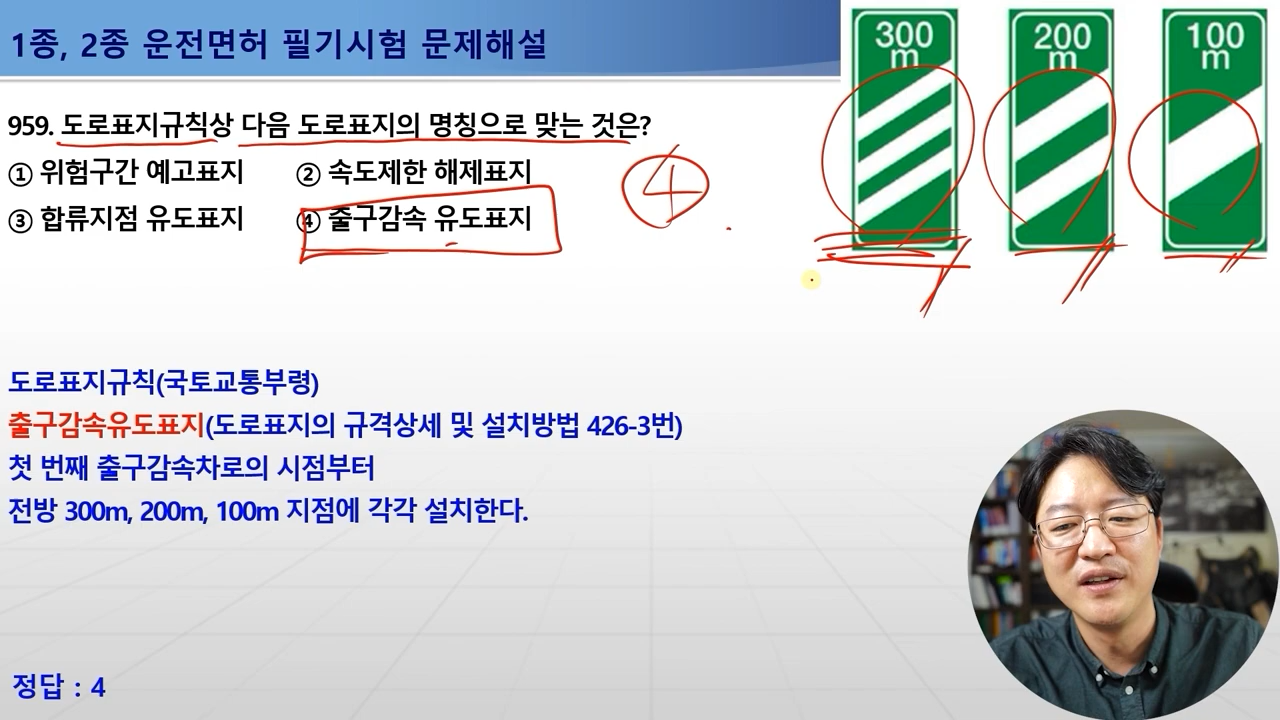 1종, 2종 운전면허 필기시험 문제해설
300
m
200
m
100
m
959. 도로표지규칙상 다음 도로표지의 명칭으로 맞는 것은?
① 위험구간 예고표지 ② 속도제한 해제표지
③ 합류지점 유도표지 ④ 출구감속 유도표지
4
도로표지규칙(국토교통부령)
출구감속유도표지(도로표지의 규격상세 및 설치방법 426-3번)
첫 번째 출구감속차로의 시점부터
전방 300m, 200m, 100m 지점에 각각 설치한다.
정답 : 4